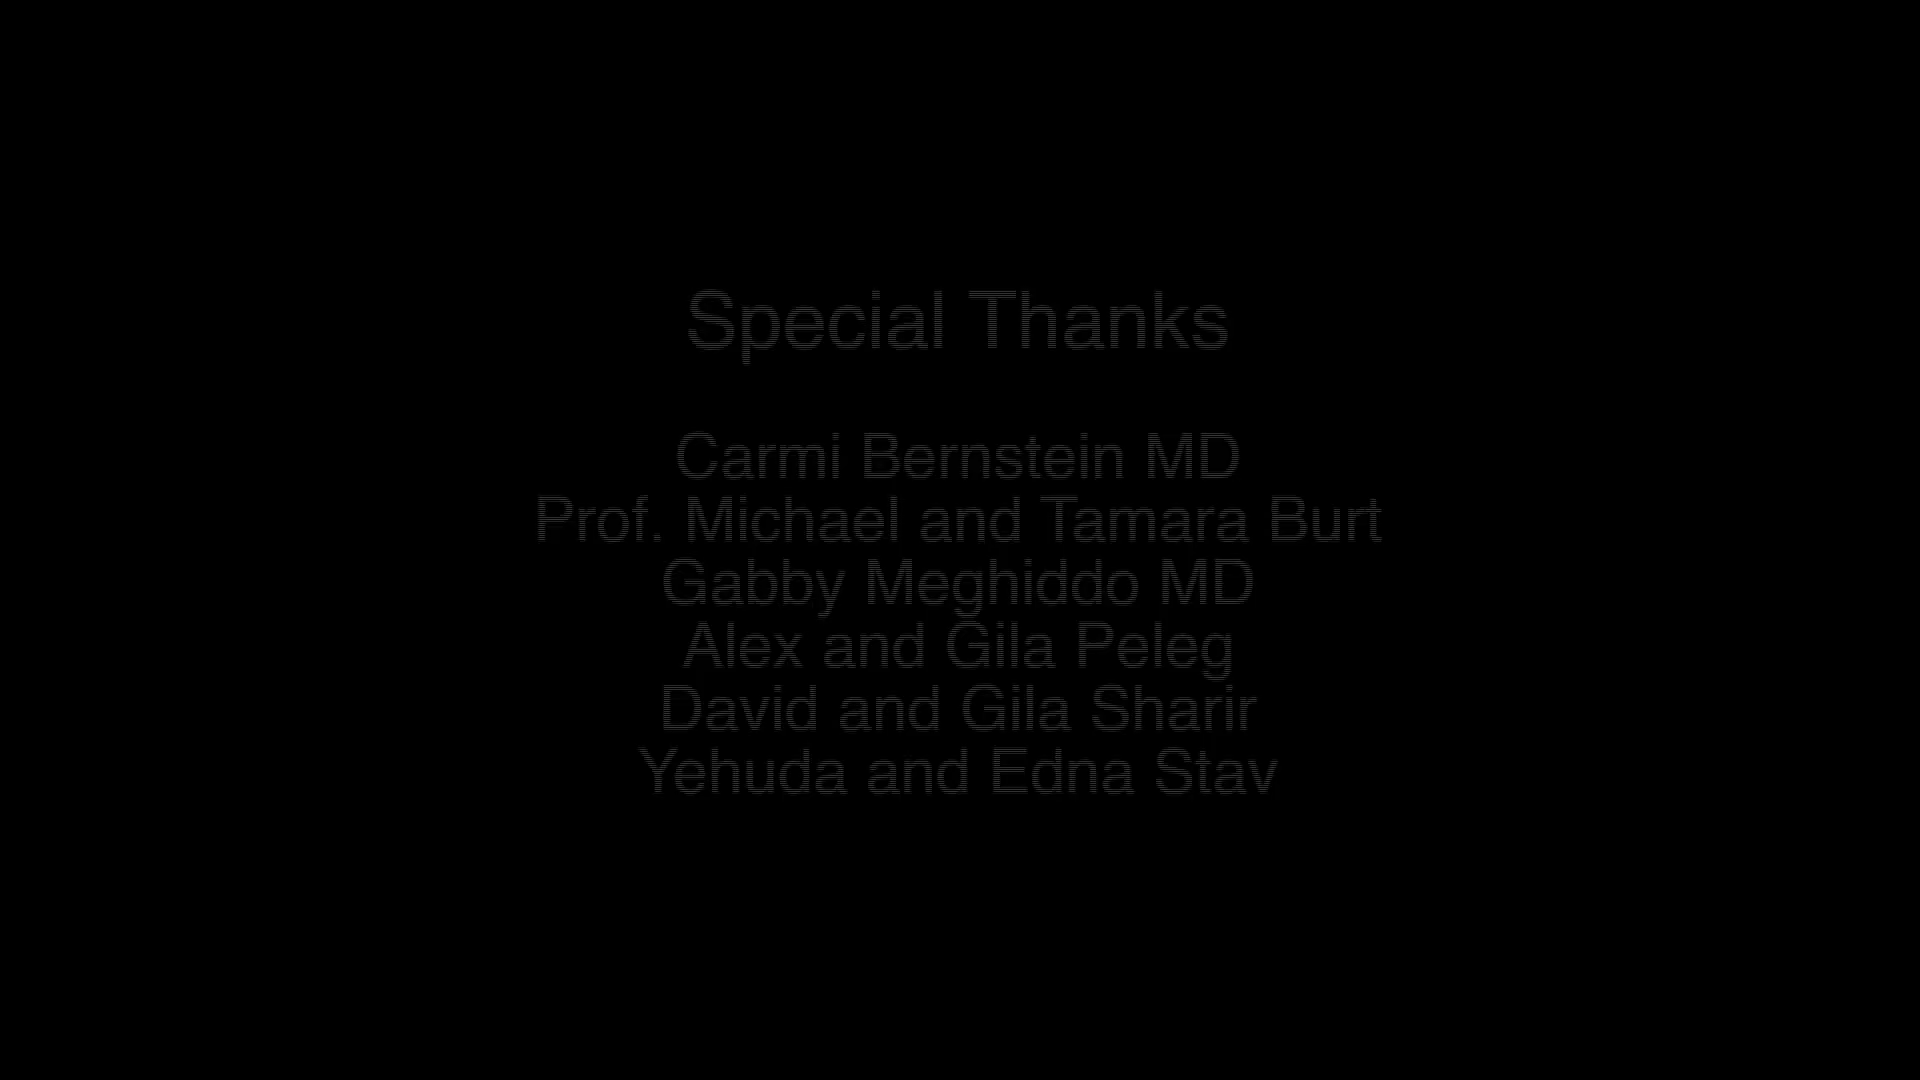 Special Thanks
Carmi Bernstein MD
Prof. Michael and Tamara Burt
Gabby Meghiddo MD
Alex and Gila Peleg
David and Gila Sharir
Yehuda and Edna Stav